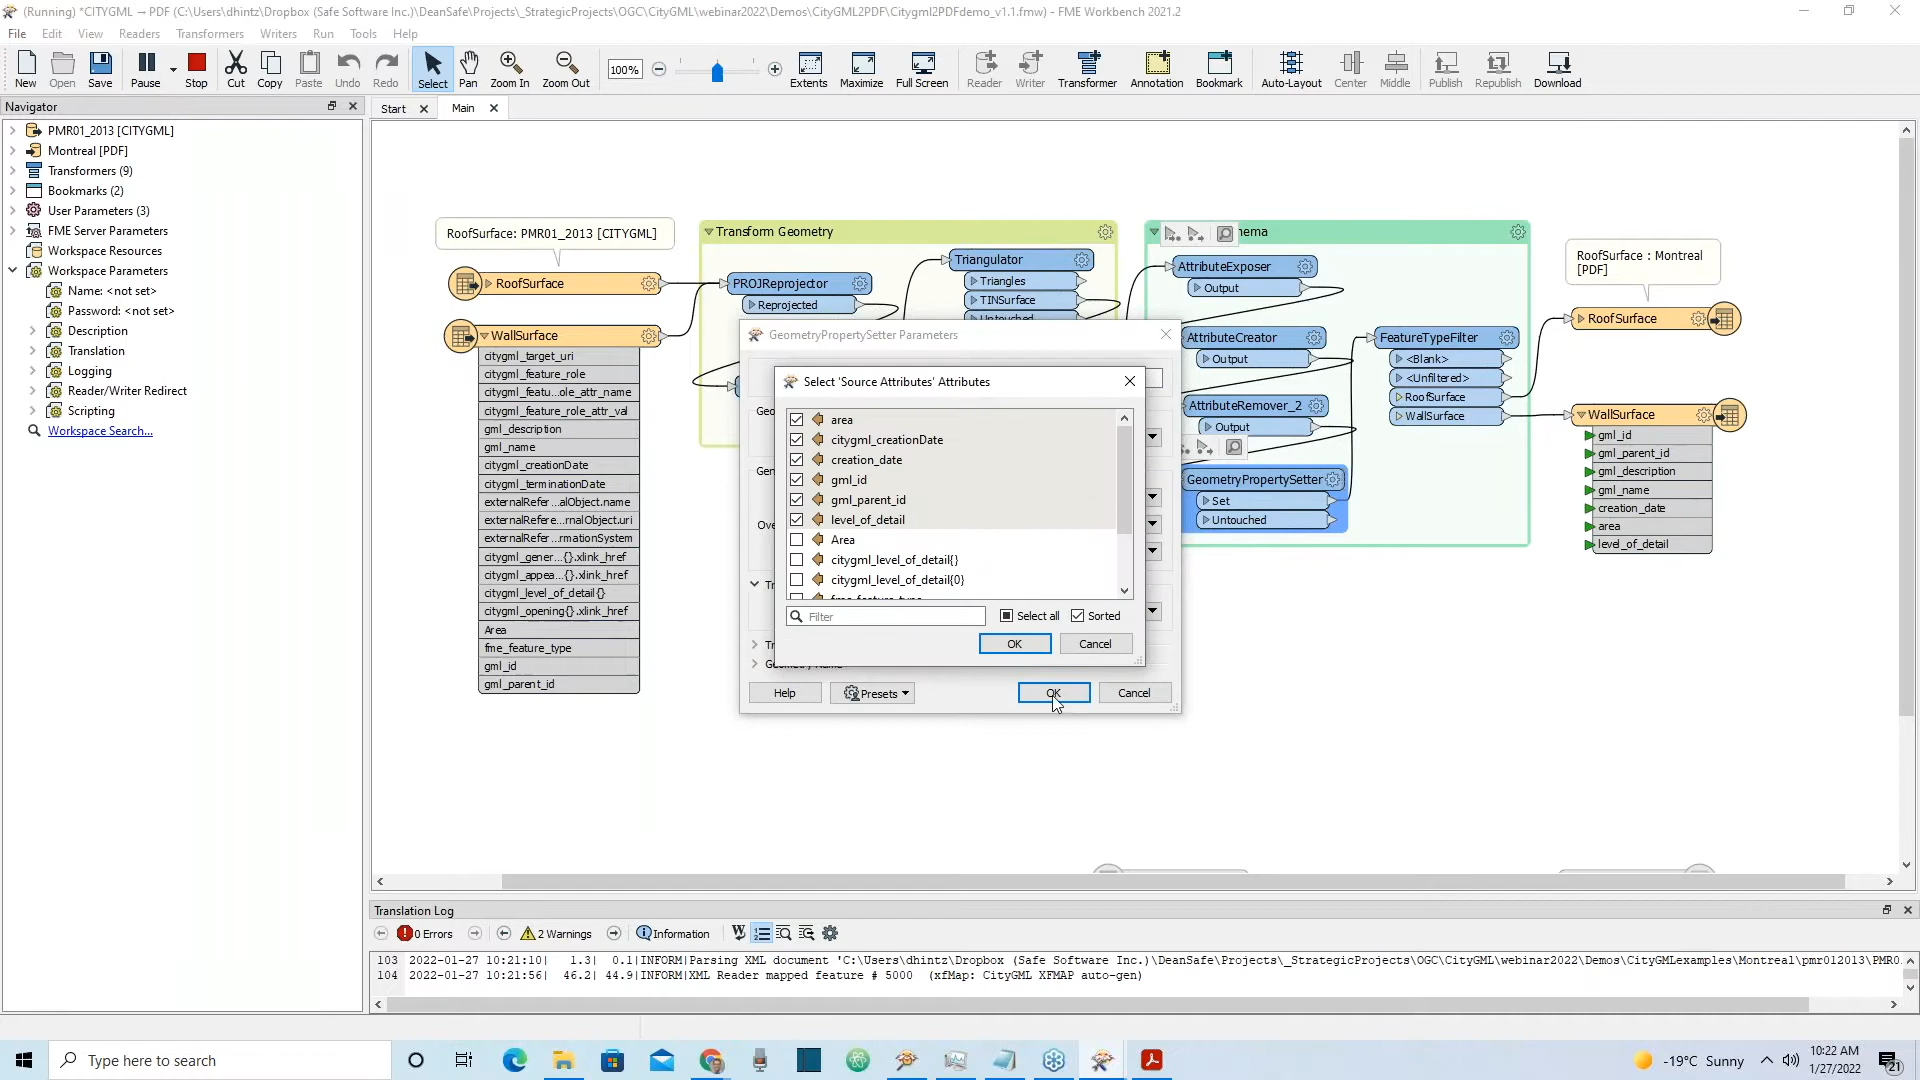 (Running) *CITYGML → PDF (C:\Users\dhintz\Dropbox (Safe Software Inc.)\DeanSafe\Projects\_StrategicProjects\OGC\CityGML\webinar2022\Demos\CityGML2PDF\Citygml2PDFdemo_v1.1.fmw) - FME Workbench 2021.2
File Edit View Readers Transformers Writers Run Tools Help
New Open Save Pause Stop Cut Copy Paste Undo Redo Select Pan Zoom In Zoom Out 100% Extents Maximize Full Screen Reader Writer Transformer Annotation Bookmark Auto-Layout Center Middle Publish Republish Download
Navigator
Start Main
PMR01_2013 [CITYGML]
Montreal [PDF]
Transformers (9)
Bookmarks (2)
User Parameters (3)
FME Server Parameters
Workspace Resources
Workspace Parameters
Name: <not set>
Password: <not set>
Description
Translation
Logging
Reader/Writer Redirect
Scripting
Workspace Search...
RoofSurface: PMR01_2013 [CITYGML]
RoofSurface
WallSurface
citygml_target_uri
citygml_feature_role
citygml_featu...ole_attr_name
citygml_feature_role_attr_val
gml_description
gml_name
citygml_creationDate
citygml_terminationDate
externalRefer...alObject.name
externalRefere...rnalObject.uri
externalRefer...rmationSystem
citygml_gener...{}.xlink_href
citygml_appea...{}.xlink_href
citygml_level_of_detail{}
citygml_opening{}.xlink_href
Area
fme_feature_type
gml_id
gml_parent_id
Transform Geometry
PROJReprojector
Reprojected
Triangulator
Triangles
TINSurface
Untouched
hema
AttributeExposer
Output
AttributeCreator
Output
AttributeRemover_2
Output
GeometryPropertySetter
Set
Untouched
FeatureTypeFilter
<Blank>
<Unfiltered>
RoofSurface
WallSurface
RoofSurface : Montreal
[PDF]
RoofSurface
WallSurface
gml_id
gml_parent_id
gml_description
gml_name
creation_date
area
level_of_detail
GeometryPropertySetter Parameters
Select 'Source Attributes' Attributes
area
citygml_creationDate
creation_date
gml_id
gml_parent_id
level_of_detail
Area
citygml_level_of_detail{}
citygml_level_of_detail{0}
fme_feature_type
Filter Select all Sorted
OK Cancel
Help Presets OK Cancel
Translation Log
0 Errors 2 Warnings Information
103 2022-01-27 10:21:10| 1.3| 0.1|INFORM|Parsing XML document 'C:\Users\dhintz\Dropbox (Safe Software Inc.)\DeanSafe\Projects\_StrategicProjects\OGC\CityGML\webinar2022\Demos\CityGMLexamples\Montreal\pmr012013\PMR0
104 2022-01-27 10:21:56| 46.2| 44.9|INFORM|XML Reader mapped feature # 5000 (xfMap: CityGML XFMAP auto-gen)
Type here to search
-19°C Sunny
10:22 AM
1/27/2022
21